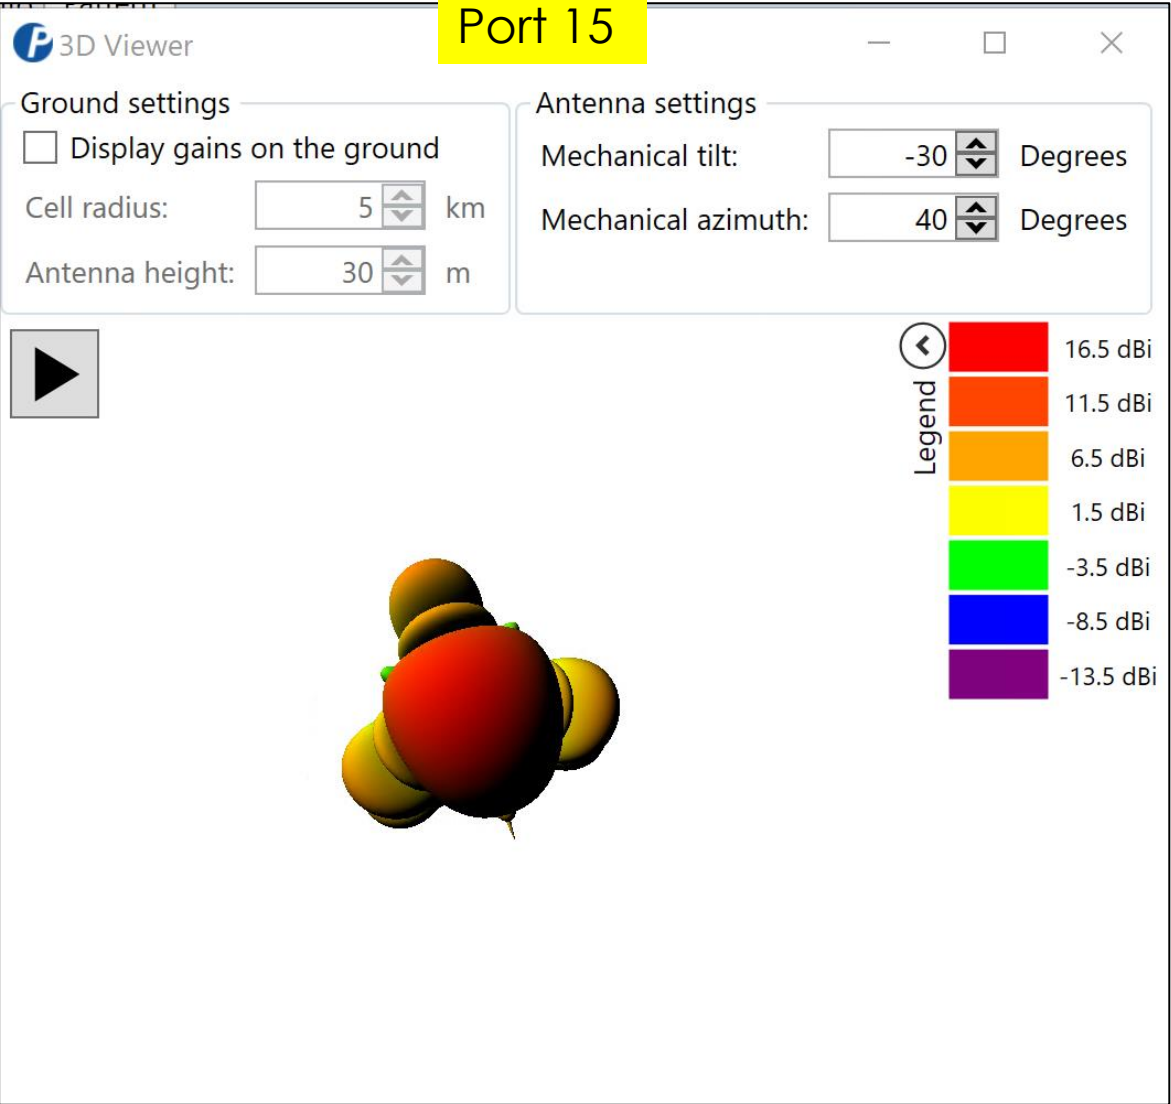 Port 15
3D Viewer
Ground settings
Display gains on the ground
Cell radius: 5 km
Antenna height: 30 m
Antenna settings
Mechanical tilt: -30 Degrees
Mechanical azimuth: 40 Degrees
Legend
16.5 dBi
11.5 dBi
6.5 dBi
1.5 dBi
-3.5 dBi
-8.5 dBi
-13.5 dBi